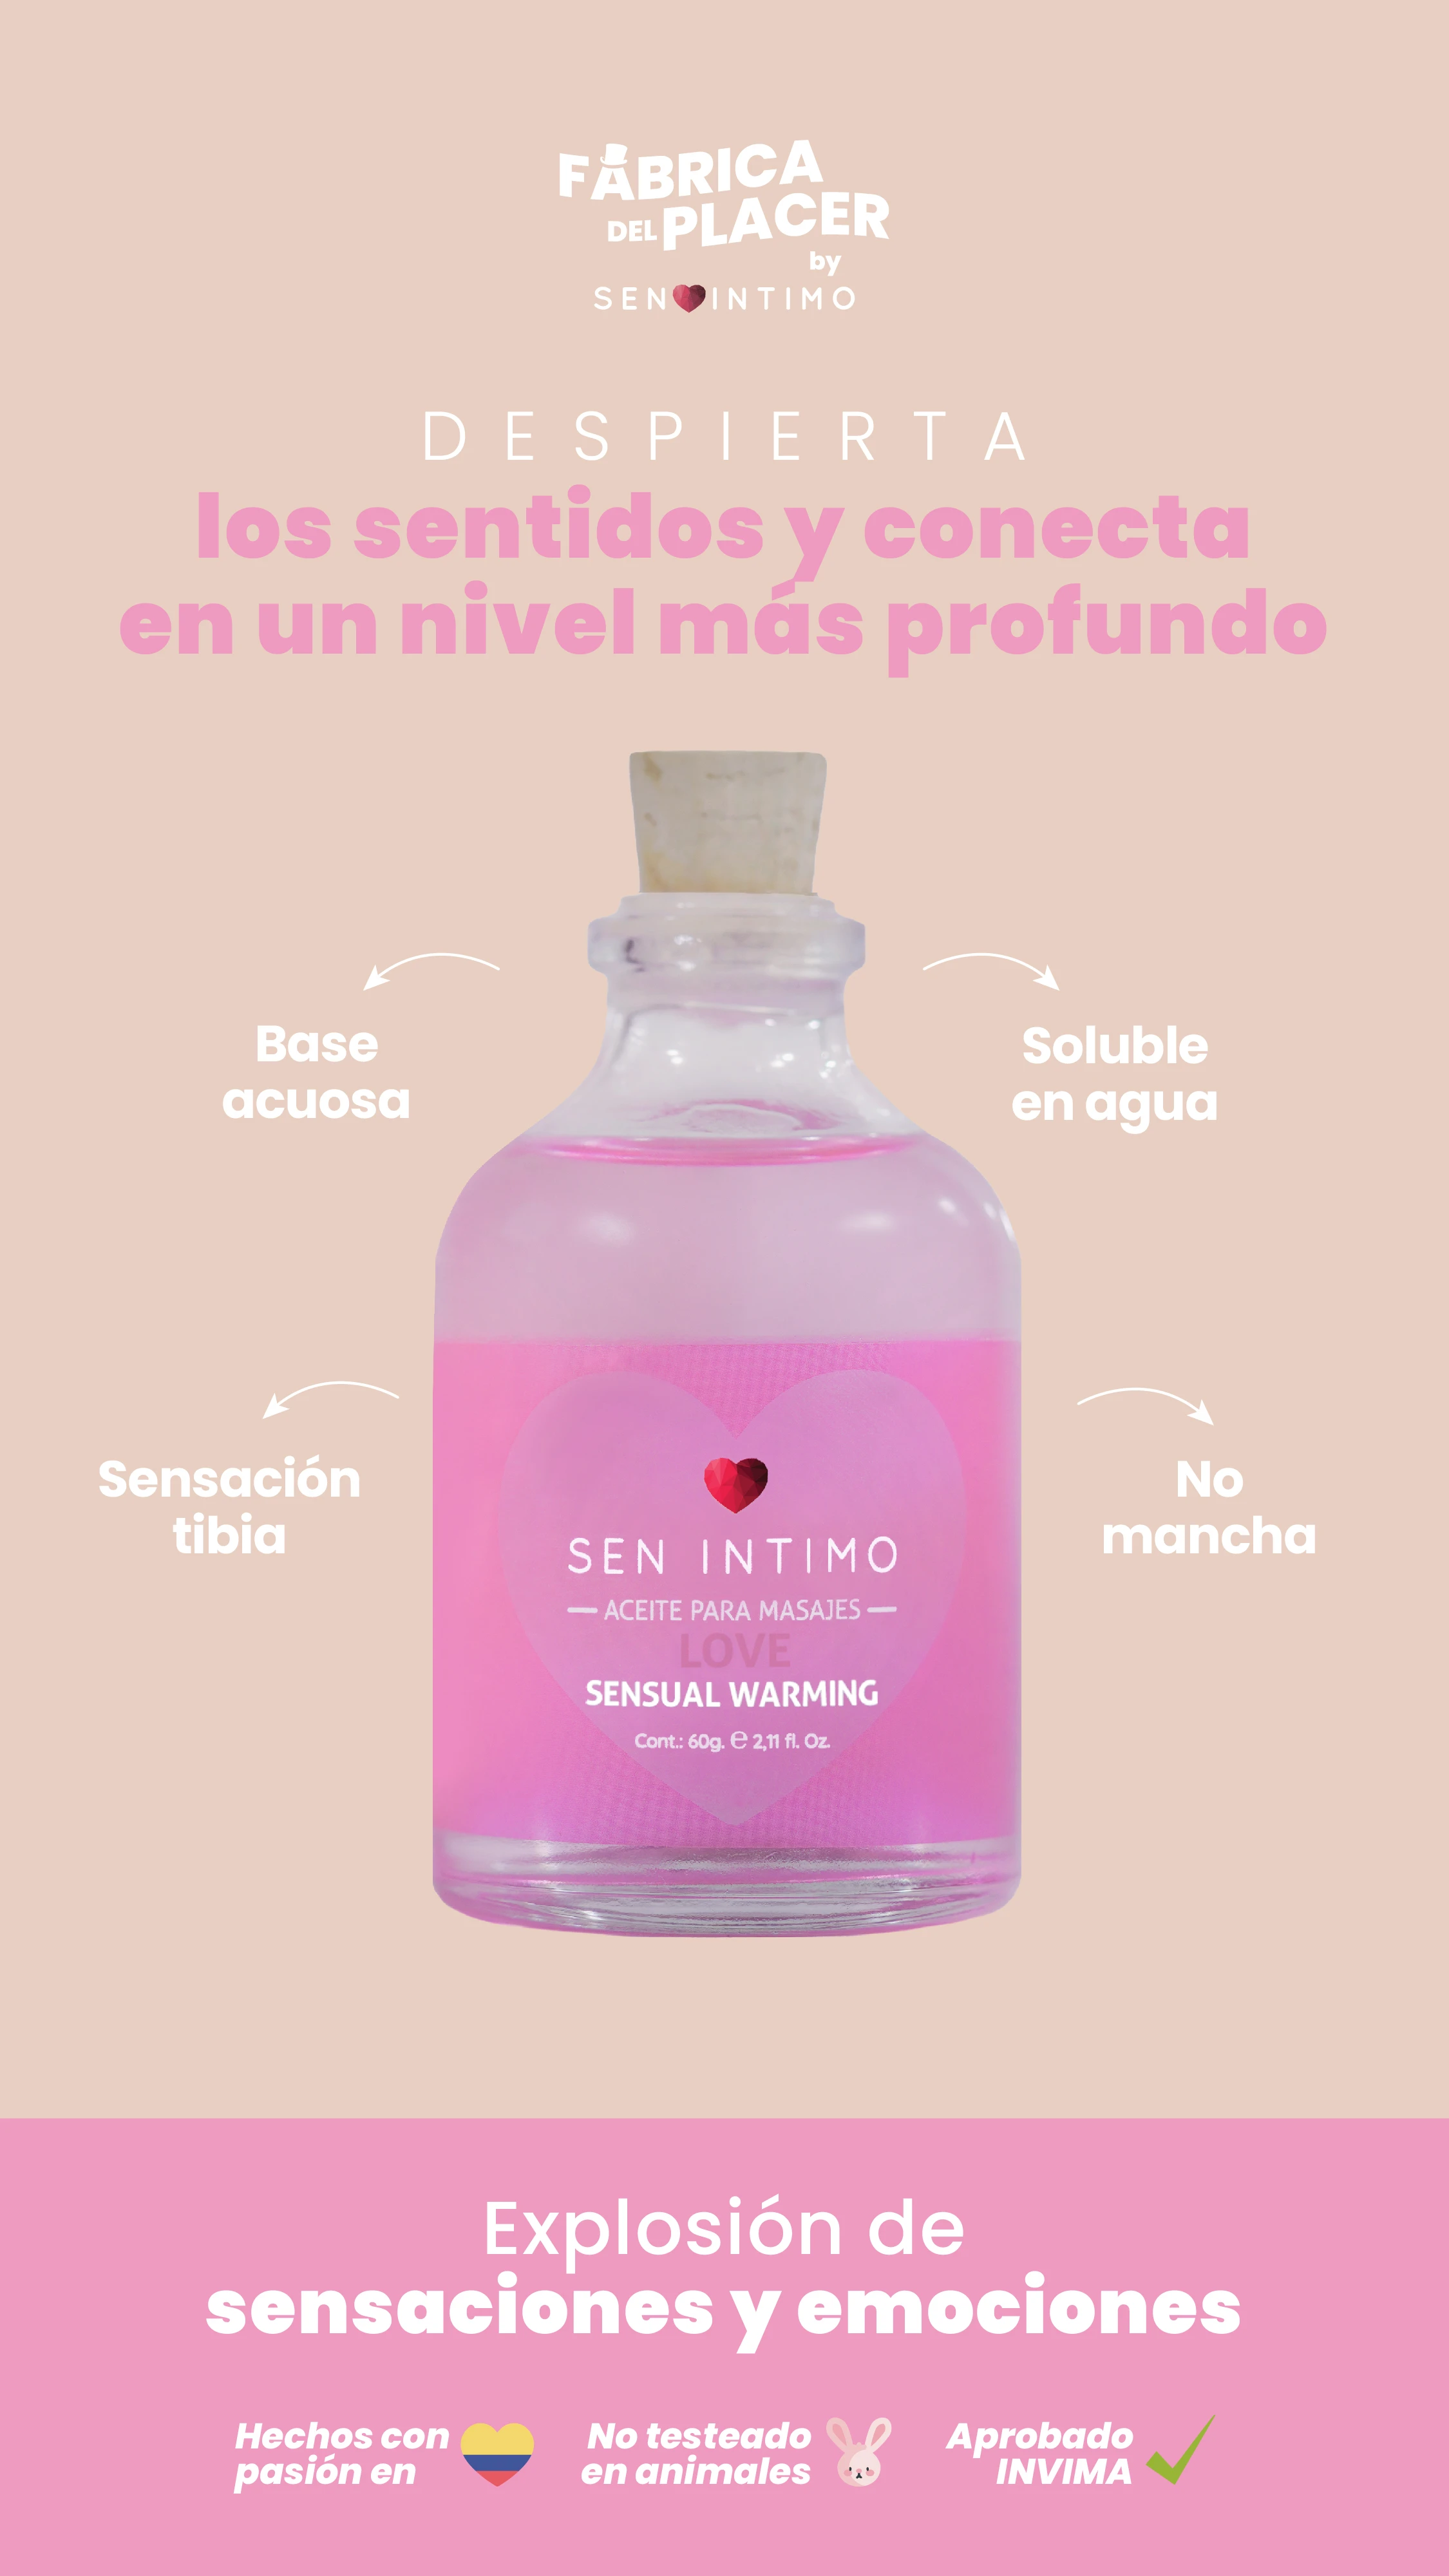 FÁBRICA
DEL PLACER
by
SEN INTIMO
DESPIERTA
los sentidos y conecta
en un nivel más profundo
Base
acuosa
Soluble
en agua
Sensación
tibia
No
mancha
SEN INTIMO
ACEITE PARA MASAJES
LOVE
SENSUAL WARMING
Cont.: 60g. ℮ 2,11 fl. Oz.
Explosión de
sensaciones y emociones
Hechos con
pasión en
No testeado
en animales
Aprobado
INVIMA